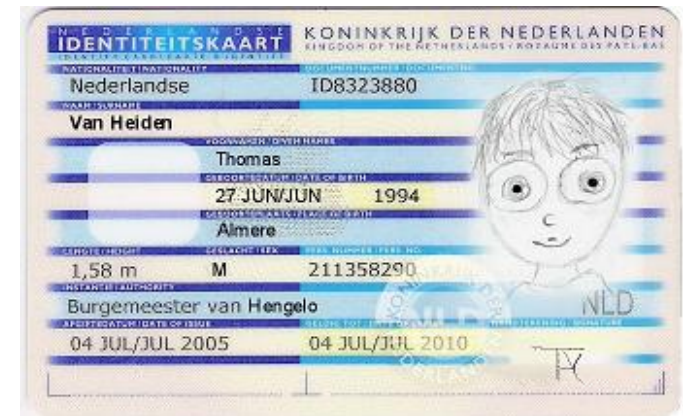 NEDERLANDSE
IDENTITEITSKAART
KONINKRIJK DER NEDERLANDEN
KINGDOM OF THE NETHERLANDS / ROYAUME DES PAYS-BAS
NATIONALITEIT / NATIONALITY
Nederlandse
ID8323880
NAAM / SURNAME
Van Heiden
VOORNAMEN / GIVEN NAMES
Thomas
GEBOORTEDATUM / DATE OF BIRTH
27 JUN/JUN 1994
GEBOORTEPLAATS / PLACE OF BIRTH
Almere
LENGTE / HEIGHT GESLACHT / SEX PERS. NUMMER / PERS. NO.
1,58 m M 211358290
INSTANTIE / AUTHORITY
Burgemeester van Hengelo
NLD
AFGIFTEDATUM / DATE OF ISSUE
04 JUL/JUL 2005 04 JUL/JUL 2010